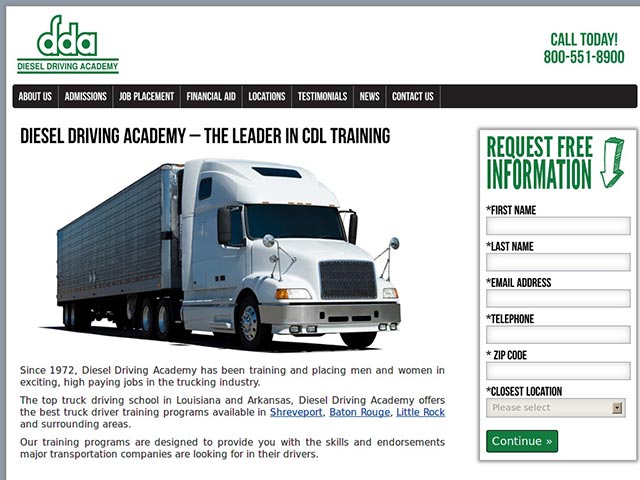 dda
DIESEL DRIVING ACADEMY
CALL TODAY!
800-551-8900
ABOUT US
ADMISSIONS
JOB PLACEMENT
FINANCIAL AID
LOCATIONS
TESTIMONIALS
NEWS
CONTACT US
DIESEL DRIVING ACADEMY – THE LEADER IN CDL TRAINING
Since 1972, Diesel Driving Academy has been training and placing men and women in
exciting, high paying jobs in the trucking industry.
The top truck driving school in Louisiana and Arkansas, Diesel Driving Academy offers
the best truck driver training programs available in Shreveport, Baton Rouge, Little Rock
and surrounding areas.
Our training programs are designed to provide you with the skills and endorsements
major transportation companies are looking for in their drivers.
REQUEST FREE
INFORMATION
*FIRST NAME
*LAST NAME
*EMAIL ADDRESS
*TELEPHONE
* ZIP CODE
*CLOSEST LOCATION
Please select
Continue »